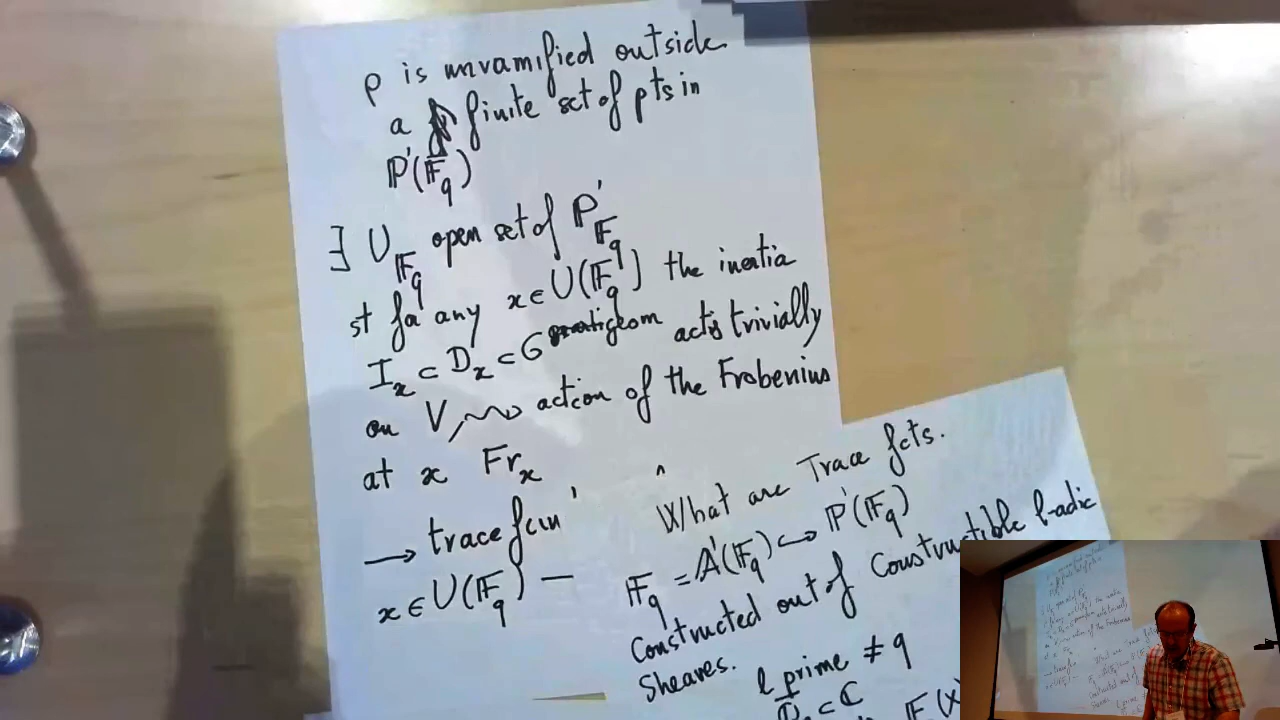 ρ is unramified outside
a finite set of pts in
P¹(F_q)
∃ U_{F_q} open set of P¹_{F_q}
st for any x ∈ U(F_q) the inertia
I_x ⊂ D_x ⊂ G^{geom} acts trivially
on V, ⇝ action of the Frobenius
at x Fr_x
→ trace fcn
x ∈ U(F_q) —
What are Trace fcts.
F_q = A¹(F_q) ↪ P¹(F_q)
Constructed out of Constructible l-adic
Sheaves.
l prime ≠ q
⊂ C